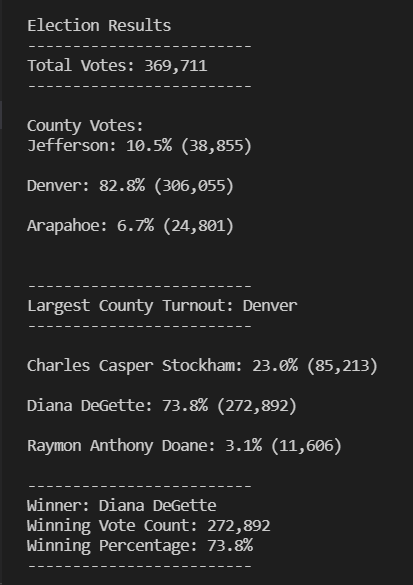 Election Results
-------------------------
Total Votes: 369,711
-------------------------
County Votes:
Jefferson: 10.5% (38,855)
Denver: 82.8% (306,055)
Arapahoe: 6.7% (24,801)
-------------------------
Largest County Turnout: Denver
-------------------------
Charles Casper Stockham: 23.0% (85,213)
Diana DeGette: 73.8% (272,892)
Raymon Anthony Doane: 3.1% (11,606)
-------------------------
Winner: Diana DeGette
Winning Vote Count: 272,892
Winning Percentage: 73.8%
-------------------------